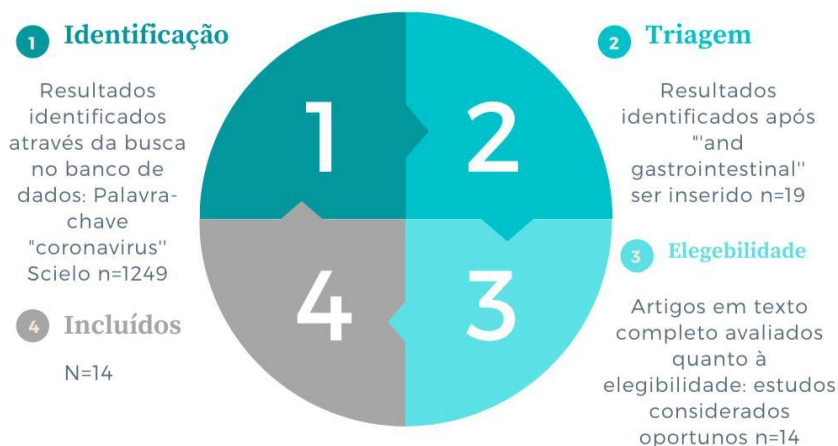 1 Identificação
Resultados
identificados
através da busca
no banco de
dados: Palavra-
chave
"coronavirus''
Scielo n=1249
2 Triagem
Resultados
identificados após
"'and
gastrointestinal''
ser inserido n=19
3 Elegebilidade
Artigos em texto
completo avaliados
quanto à
elegibilidade: estudos
considerados
oportunos n=14
4 Incluídos
N=14
1
2
3
4